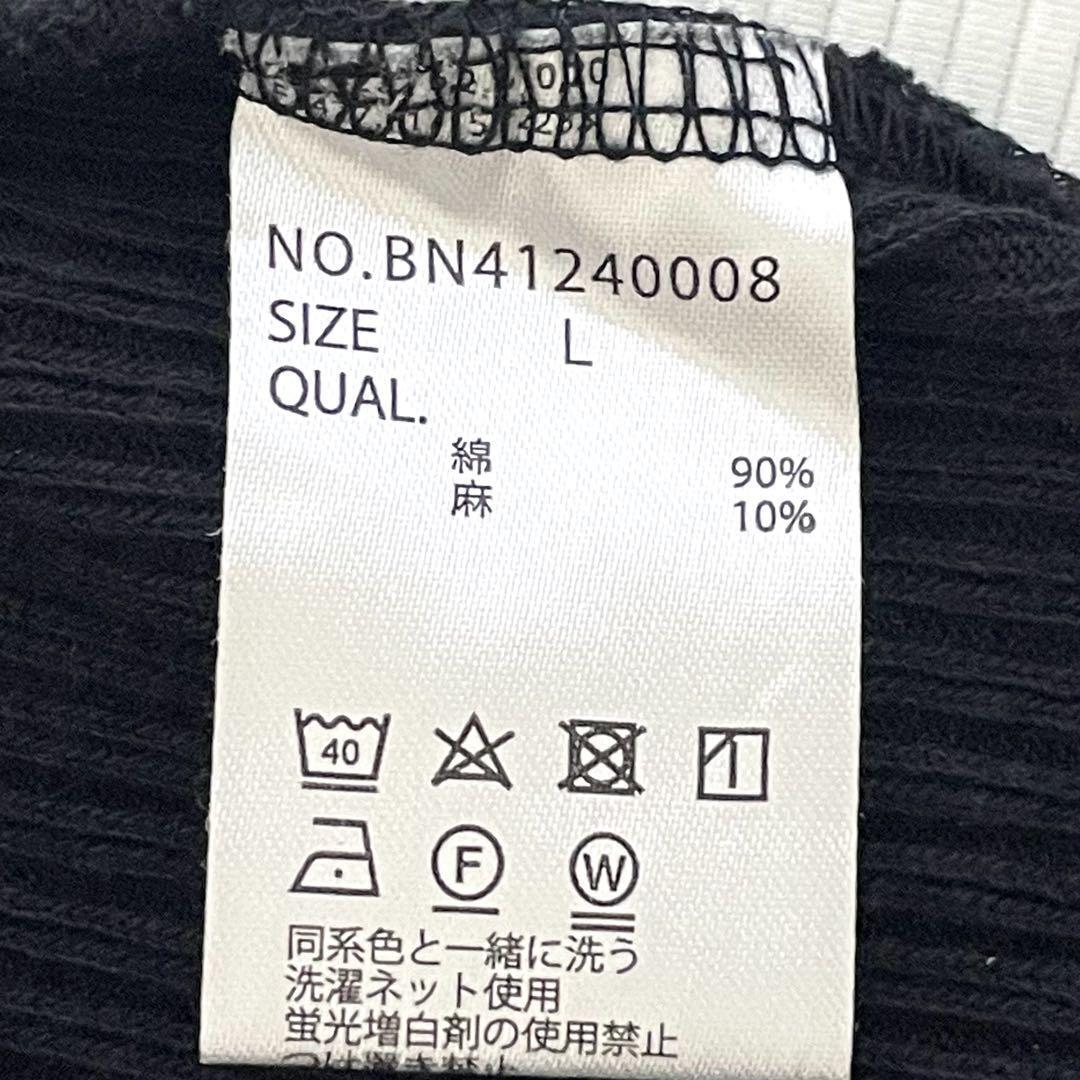 NO.BN41240008
SIZE L
QUAL.
綿 90%
麻 10%
40
F W
同系色と一緒に洗う
洗濯ネット使用
蛍光増白剤の使用禁止